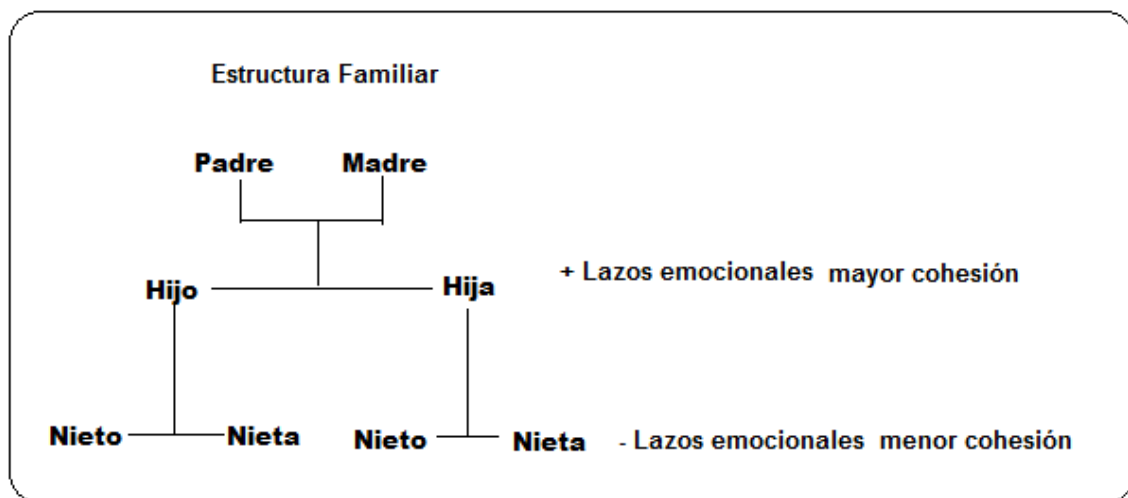 Estructura Familiar
Padre Madre
Hijo Hija + Lazos emocionales mayor cohesión
Nieto Nieta Nieto Nieta - Lazos emocionales menor cohesión